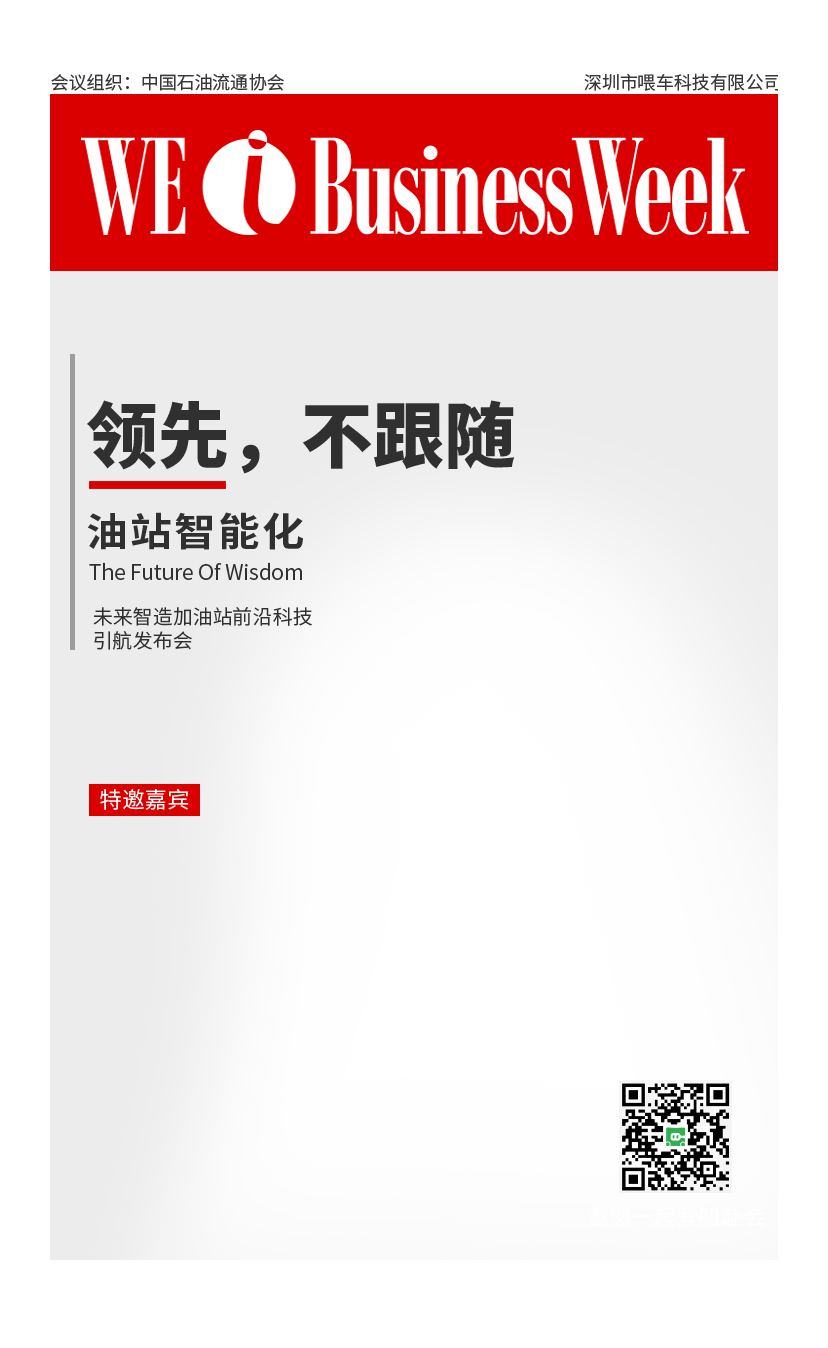 会议组织：中国石油流通协会
深圳市喂车科技有限公司
WE i BusinessWeek
领先，不跟随
油站智能化
The Future Of Wisdom
未来智造加油站前沿科技
引航发布会
特邀嘉宾